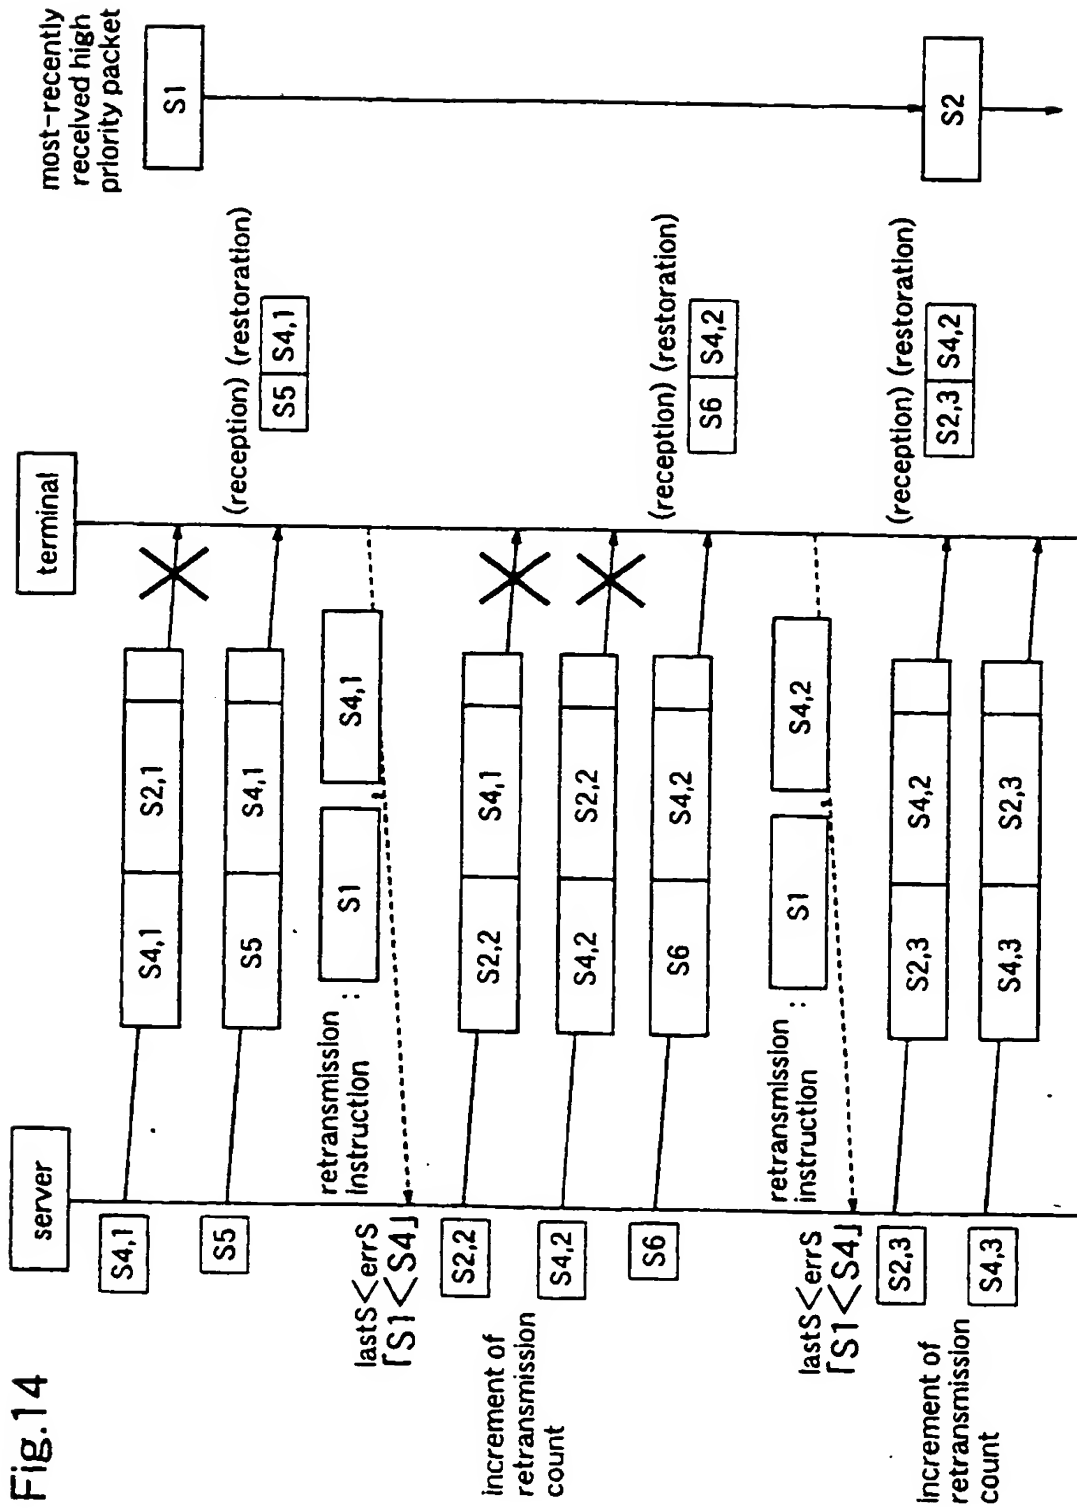 Fig.14
server
terminal
most-recently
received high
priority packet
S4,1
S4,1
S2,1
S1
S5
S5
S4,1
(reception) (restoration)
S5
S4,1
retransmission
instruction
:
S1
,
S4,1
lastS<errS
「S1<S4」
S2,2
S2,2
S4,1
Increment of
retransmission
count
S4,2
S4,2
S2,2
S6
S6
S4,2
(reception) (restoration)
S6
S4,2
retransmission
instruction
:
S1
,
S4,2
lastS<errS
「S1<S4」
S2,3
S2,3
S4,2
(reception) (restoration)
S2,3
S4,2
S2
Increment of
retransmission
count
S4,3
S4,3
S2,3